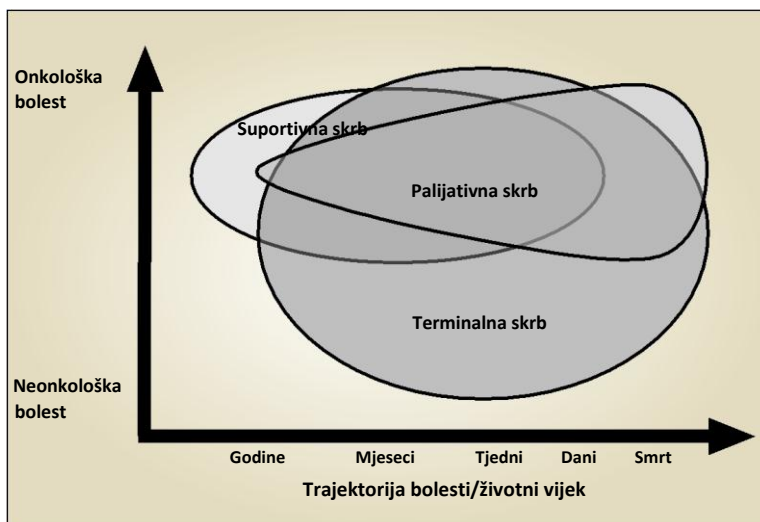 Onkološka
bolest
Suportivna skrb
Palijativna skrb
Terminalna skrb
Neonkološka
bolest
Godine Mjeseci Tjedni Dani Smrt
Trajektorija bolesti/životni vijek